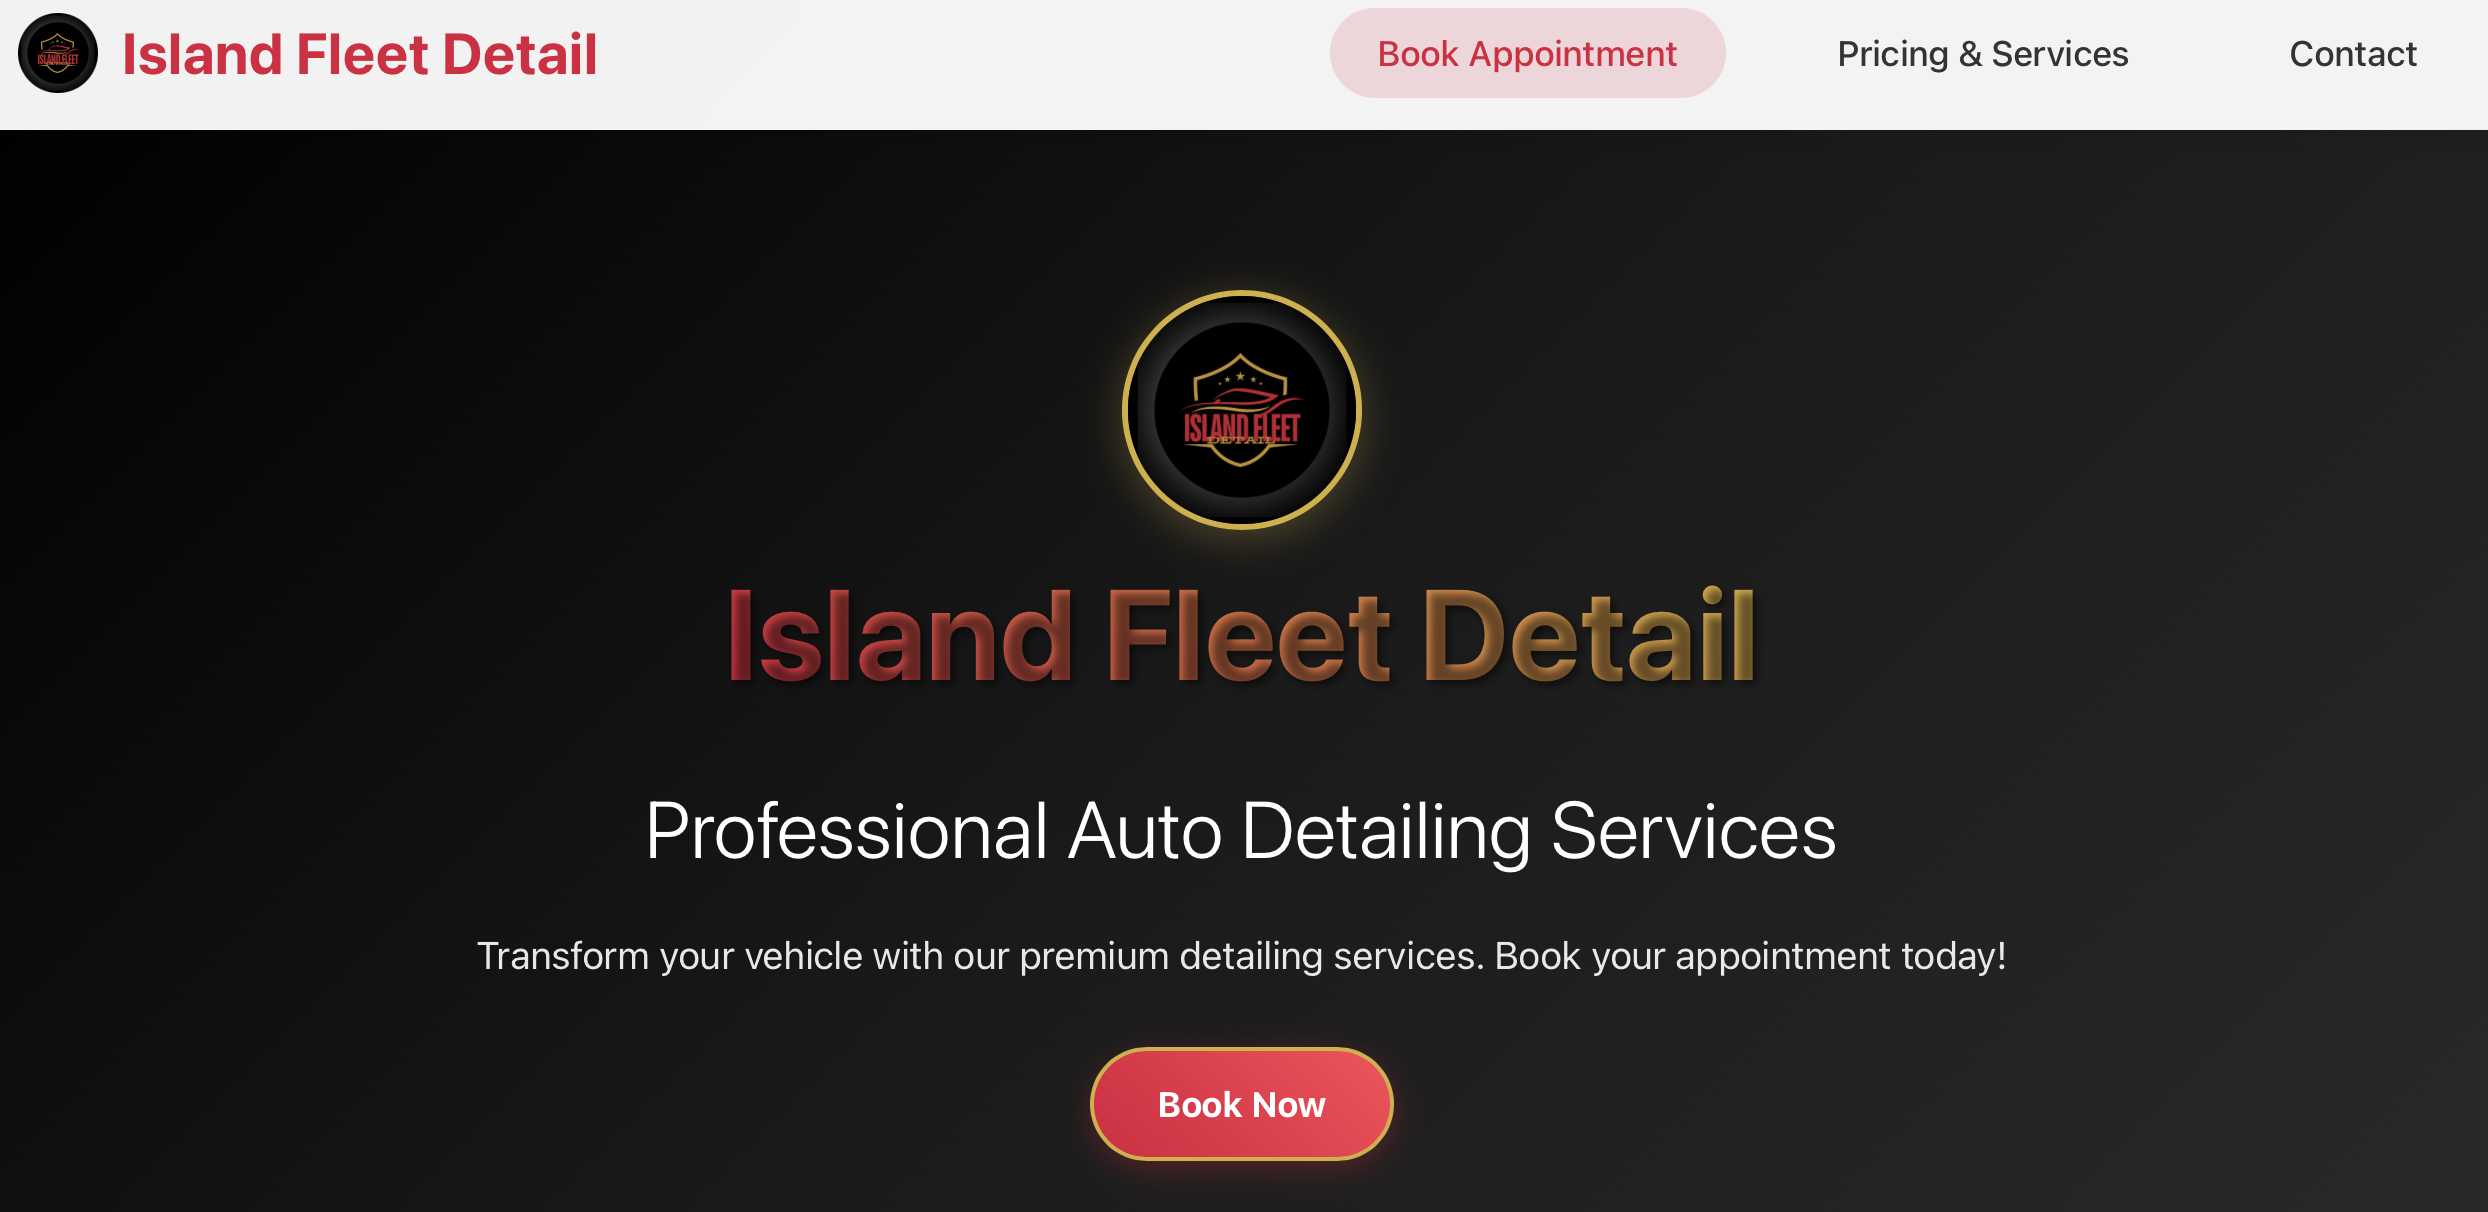 ISLAND FLEET
DETAIL
Island Fleet Detail
Book Appointment
Pricing & Services
Contact
ISLAND FLEET
DETAIL
Island Fleet Detail
Professional Auto Detailing Services
Transform your vehicle with our premium detailing services. Book your appointment today!
Book Now